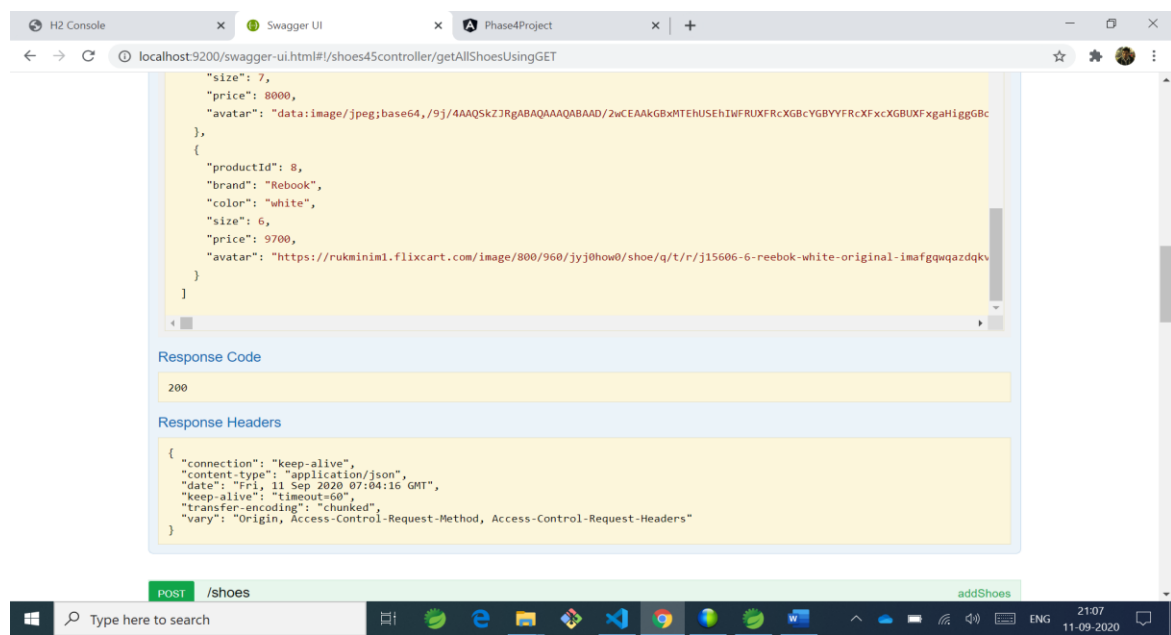 H2 Console
Swagger UI
Phase4Project
localhost:9200/swagger-ui.html#!/shoes45controller/getAllShoesUsingGET
"size": 7,
"price": 8000,
"avatar": "data:image/jpeg;base64,/9j/4AAQSkZJRgABAQAAAQABAAD/2wCEAAkGBxMTEhUSEhIWFRUXFRcXGBcYGBYYFRcXFxcXGBUXFxgaHiggGBc
},
{
"productId": 8,
"brand": "Rebook",
"color": "white",
"size": 6,
"price": 9700,
"avatar": "https://rukminim1.flixcart.com/image/800/960/jyj0how0/shoe/q/t/r/j15606-6-reebok-white-original-imafgqwqazdqkv
}
]
Response Code
200
Response Headers
{
"connection": "keep-alive",
"content-type": "application/json",
"date": "Fri, 11 Sep 2020 07:04:16 GMT",
"keep-alive": "timeout=60",
"transfer-encoding": "chunked",
"vary": "Origin, Access-Control-Request-Method, Access-Control-Request-Headers"
}
POST /shoes addShoes
Type here to search
ENG
21:07
11-09-2020